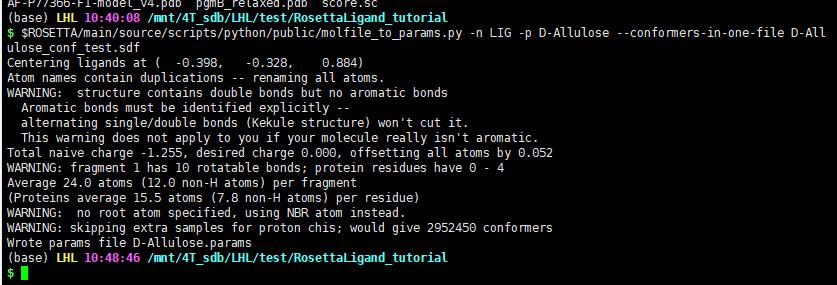 AF-P77366-F1-model_v4.pdb  pgmB_relaxed.pdb  score.sc
(base) LHL 10:40:08 /mnt/4T_sdb/LHL/test/RosettaLigand_tutorial
$ $ROSETTA/main/source/scripts/python/public/molfile_to_params.py -n LIG -p D-Allulose --conformers-in-one-file D-All
ulose_conf_test.sdf
Centering ligands at (  -0.398,   -0.328,    0.884)
Atom names contain duplications -- renaming all atoms.
WARNING:  structure contains double bonds but no aromatic bonds
  Aromatic bonds must be identified explicitly --
  alternating single/double bonds (Kekule structure) won't cut it.
  This warning does not apply to you if your molecule really isn't aromatic.
Total naive charge -1.255, desired charge 0.000, offsetting all atoms by 0.052
WARNING: fragment 1 has 10 rotatable bonds; protein residues have 0 - 4
Average 24.0 atoms (12.0 non-H atoms) per fragment
(Proteins average 15.5 atoms (7.8 non-H atoms) per residue)
WARNING:  no root atom specified, using NBR atom instead.
WARNING: skipping extra samples for proton chis; would give 2952450 conformers
Wrote params file D-Allulose.params
(base) LHL 10:48:46 /mnt/4T_sdb/LHL/test/RosettaLigand_tutorial
$